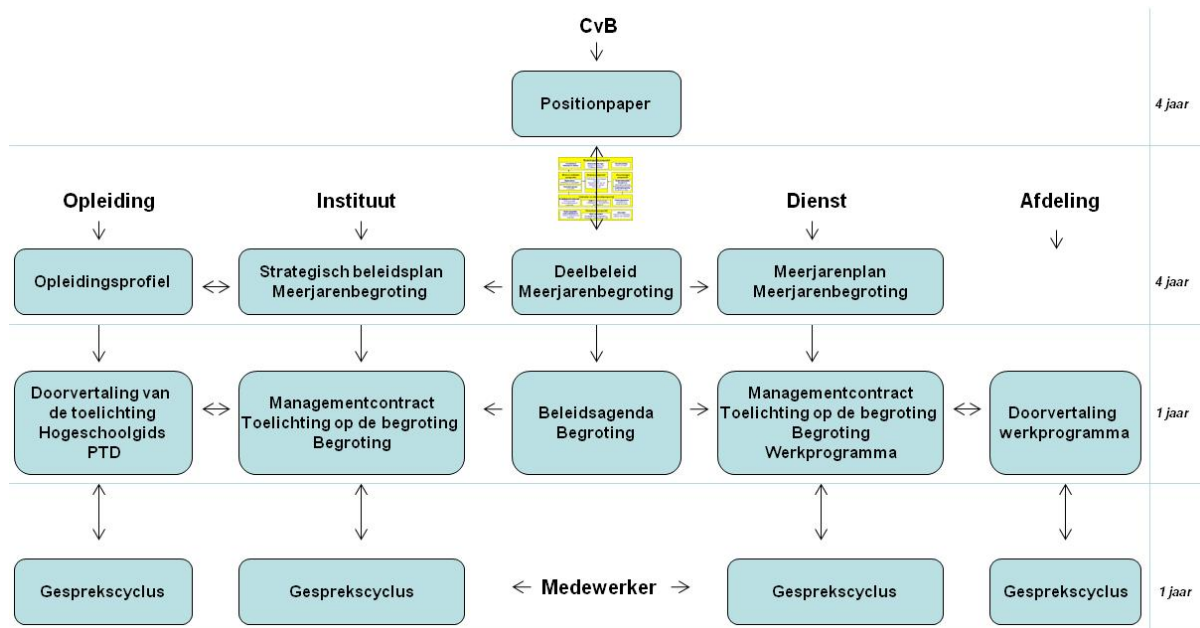 CvB
Positionpaper
4 jaar
Opleiding
Instituut
Dienst
Afdeling
Opleidingsprofiel
Strategisch beleidsplan
Meerjarenbegroting
Deelbeleid
Meerjarenbegroting
Meerjarenplan
Meerjarenbegroting
4 jaar
Doorvertaling van
de toelichting
Hogeschoolgids
PTD
Managementcontract
Toelichting op de begroting
Begroting
Beleidsagenda
Begroting
Managementcontract
Toelichting op de begroting
Begroting
Werkprogramma
Doorvertaling
werkprogramma
1 jaar
Gesprekscyclus
Gesprekscyclus
Medewerker
Gesprekscyclus
Gesprekscyclus
1 jaar